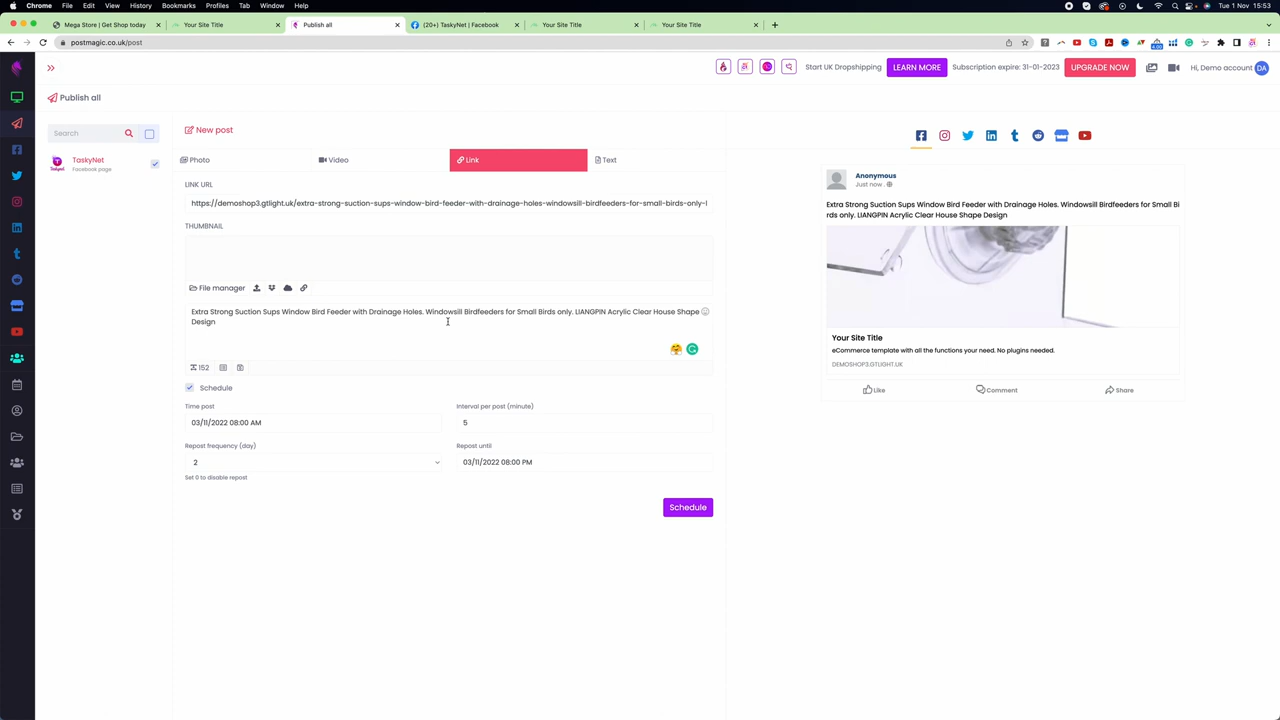 Chrome File Edit View History Bookmarks Profiles Tab Window Help
Tue 1 Nov 15:53
Mega Store | Get Shop today
Your Site Title
Publish all
(20+) TaskyNet | Facebook
Your Site Title
Your Site Title
postmagic.co.uk/post
4.00
Start UK Dropshipping
LEARN MORE
Subscription expire: 31-01-2023
UPGRADE NOW
Hi, Demo account
DA
Publish all
Search
TaskyNet
Facebook page
New post
Photo
Video
Link
Text
LINK URL
https://demoshop3.gtlight.uk/extra-strong-suction-sups-window-bird-feeder-with-drainage-holes-windowsill-birdfeeders-for-small-birds-only-l
THUMBNAIL
File manager
Extra Strong Suction Sups Window Bird Feeder with Drainage Holes. Windowsill Birdfeeders for Small Birds only. LIANGPIN Acrylic Clear House Shape
Design
152
Schedule
Time post
Interval per post (minute)
03/11/2022 08:00 AM
5
Repost frequency (day)
Repost until
2
03/11/2022 08:00 PM
Set 0 to disable repost
Schedule
Anonymous
Just now .
Extra Strong Suction Sups Window Bird Feeder with Drainage Holes. Windowsill Birdfeeders for Small Bi
rds only. LIANGPIN Acrylic Clear House Shape Design
Your Site Title
eCommerce template with all the functions your need. No plugins needed.
DEMOSHOP3.GTLIGHT.UK
Like
Comment
Share